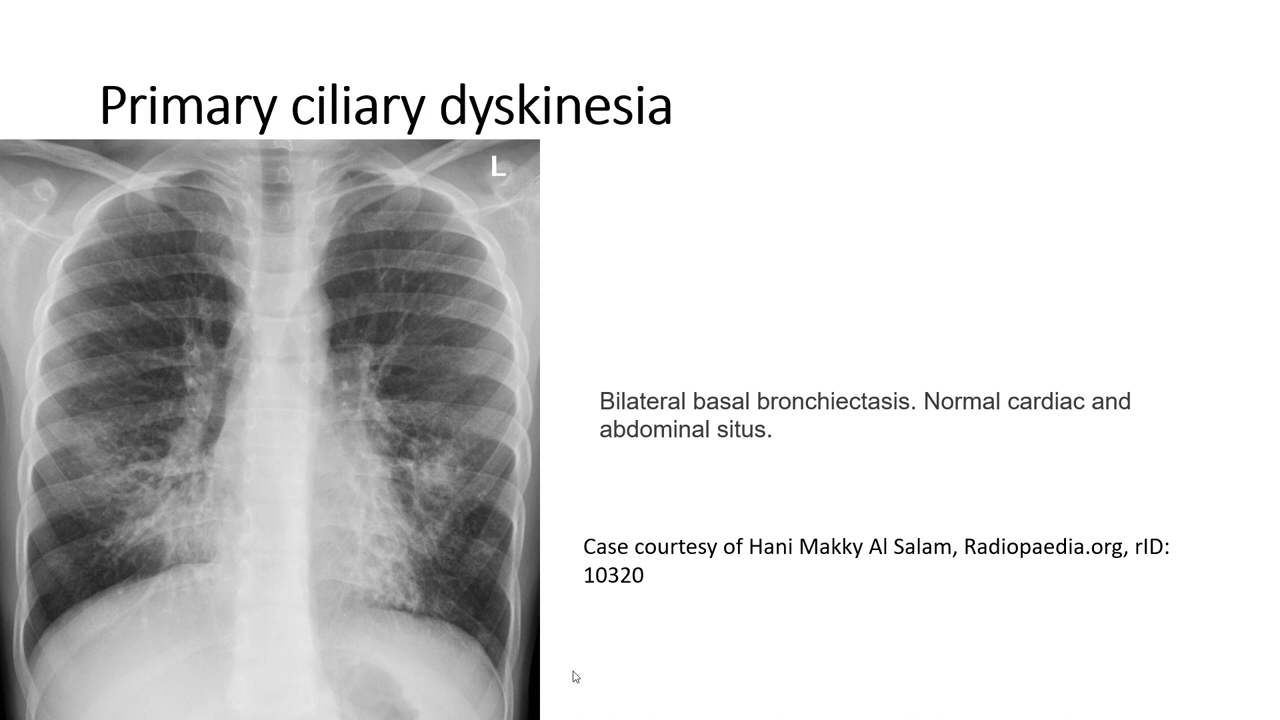 Primary ciliary dyskinesia
L
Bilateral basal bronchiectasis. Normal cardiac and
abdominal situs.
Case courtesy of Hani Makky Al Salam, Radiopaedia.org, rID:
10320